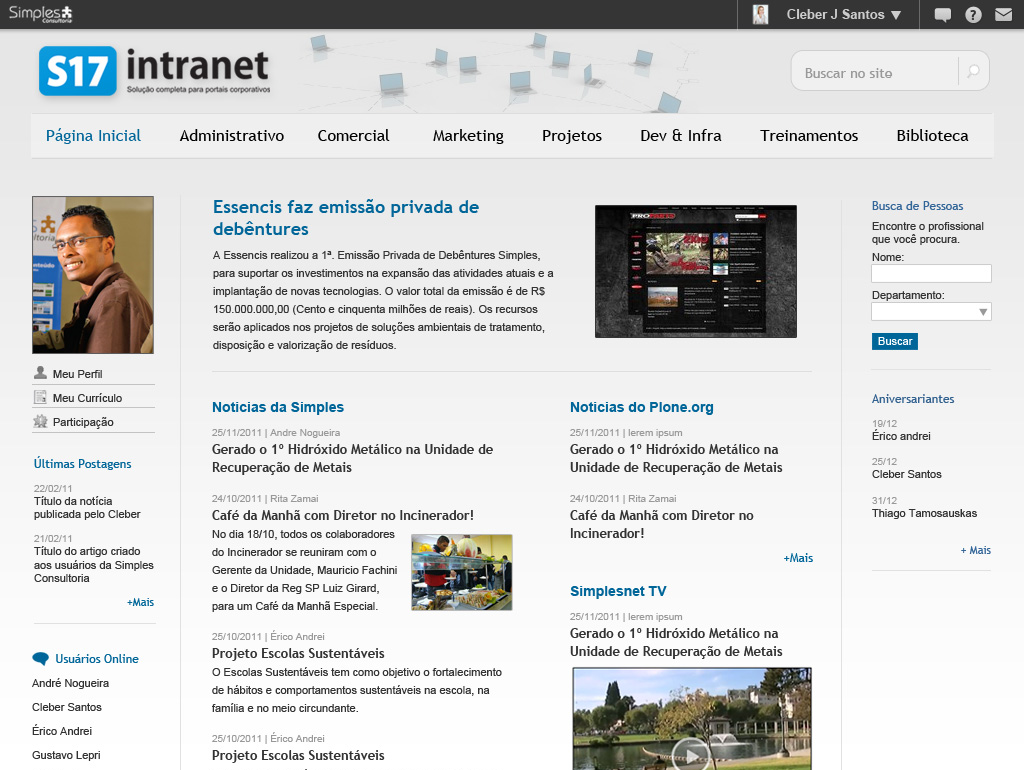 Simples
Consultoria
Cleber J Santos
S17 intranet
Solução completa para portais corporativos
Buscar no site
Página Inicial
Administrativo
Comercial
Marketing
Projetos
Dev & Infra
Treinamentos
Biblioteca
Meu Perfil
Meu Currículo
Participação
Últimas Postagens
22/02/11
Título da notícia
publicada pelo Cleber
21/02/11
Título do artigo criado
aos usuários da Simples
Consultoria
+Mais
Usuários Online
André Nogueira
Cleber Santos
Érico Andrei
Gustavo Lepri
Essencis faz emissão privada de
debêntures
A Essencis realizou a 1ª. Emissão Privada de Debêntures Simples,
para suportar os investimentos na expansão das atividades atuais e a
implantação de novas tecnologias. O valor total da emissão é de R$
150.000.000,00 (Cento e cinquenta milhões de reais). Os recursos
serão aplicados nos projetos de soluções ambientais de tratamento,
disposição e valorização de resíduos.
Noticias da Simples
25/11/2011 | Andre Nogueira
Gerado o 1º Hidróxido Metálico na Unidade de
Recuperação de Metais
24/10/2011 | Rita Zamai
Café da Manhã com Diretor no Incinerador!
No dia 18/10, todos os colaboradores
do Incinerador se reuniram com o
Gerente da Unidade, Mauricio Fachini
e o Diretor da Reg SP Luiz Girard,
para um Café da Manhã Especial.
25/10/2011 | Érico Andrei
Projeto Escolas Sustentáveis
O Escolas Sustentáveis tem como objetivo o fortalecimento
de hábitos e comportamentos sustentáveis na escola, na
família e no meio circundante.
25/10/2011 | Érico Andrei
Projeto Escolas Sustentáveis
Noticias do Plone.org
25/11/2011 | lerem ipsum
Gerado o 1º Hidróxido Metálico na
Unidade de Recuperação de Metais
24/10/2011 | Rita Zamai
Café da Manhã com Diretor no
Incinerador!
+Mais
Simplesnet TV
25/11/2011 | lerem ipsum
Gerado o 1º Hidróxido Metálico na
Unidade de Recuperação de Metais
Busca de Pessoas
Encontre o profissional
que você procura.
Nome:
Departamento:
Buscar
Aniversariantes
19/12
Érico andrei
25/12
Cleber Santos
31/12
Thiago Tamosauskas
+ Mais